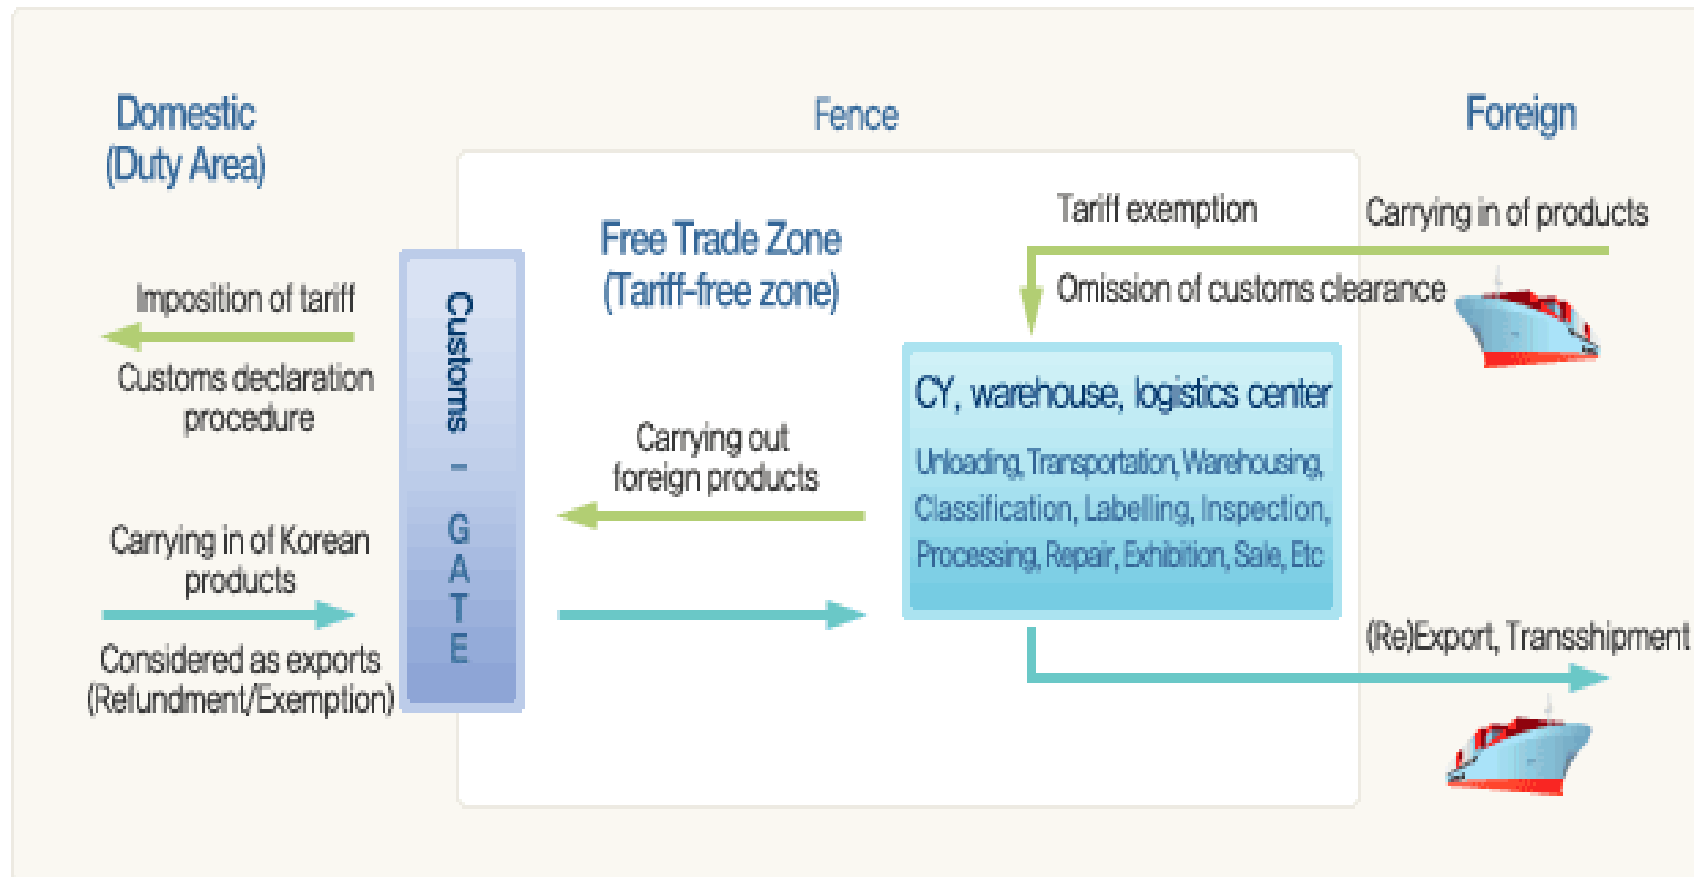 Domestic
(Duty Area)
Fence
Foreign
Free Trade Zone
(Tariff-free zone)
Tariff exemption
Carrying in of products
Omission of customs clearance
Imposition of tariff
Customs declaration
procedure
Customs - GATE
Carrying out
foreign products
CY, warehouse, logistics center
Unloading, Transportation, Warehousing,
Classification, Labelling, Inspection,
Processing, Repair, Exhibition, Sale, Etc
Carrying in of Korean
products
Considered as exports
(Refundment/Exemption)
(Re)Export, Transshipment